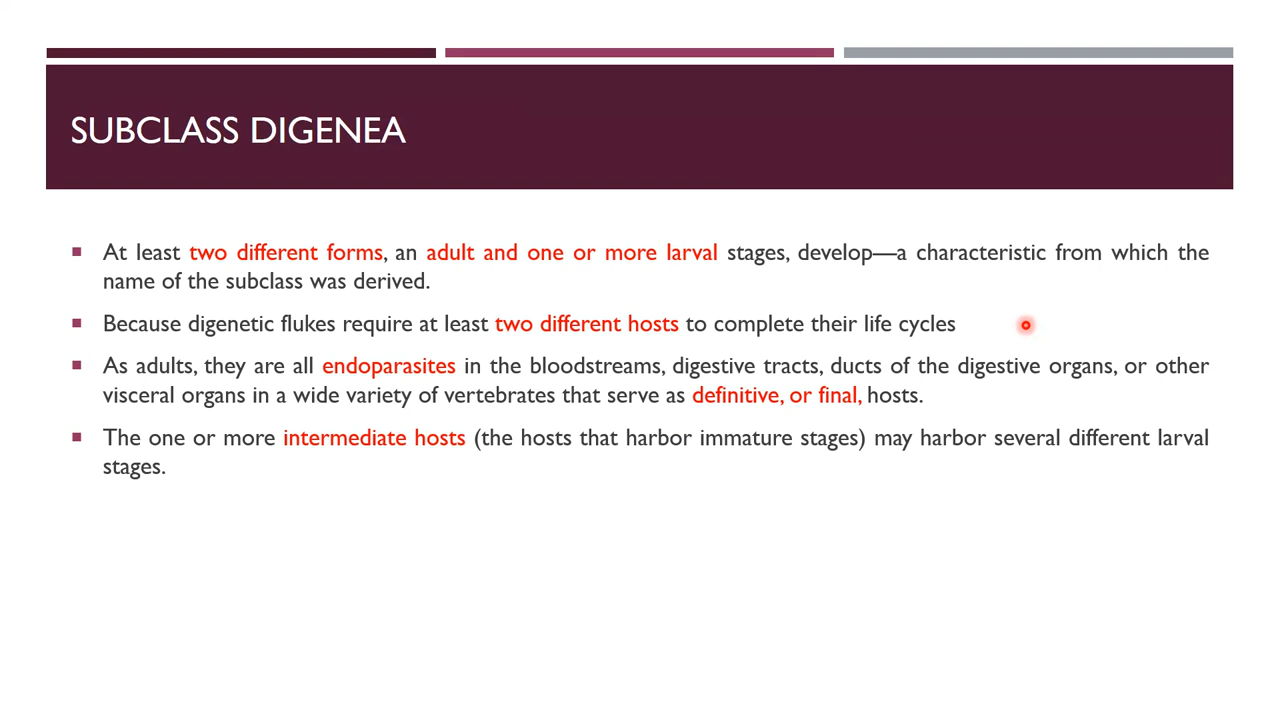 SUBCLASS DIGENEA
At least two different forms, an adult and one or more larval stages, develop—a characteristic from which the
name of the subclass was derived.
Because digenetic flukes require at least two different hosts to complete their life cycles
As adults, they are all endoparasites in the bloodstreams, digestive tracts, ducts of the digestive organs, or other
visceral organs in a wide variety of vertebrates that serve as definitive, or final, hosts.
The one or more intermediate hosts (the hosts that harbor immature stages) may harbor several different larval
stages.